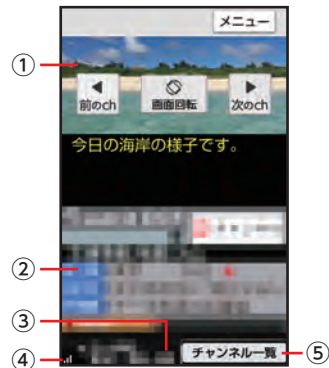 メニュー
①
前のch 画面回転 次のch
今日の海岸の様子です。
②
③
④ チャンネル一覧 ⑤